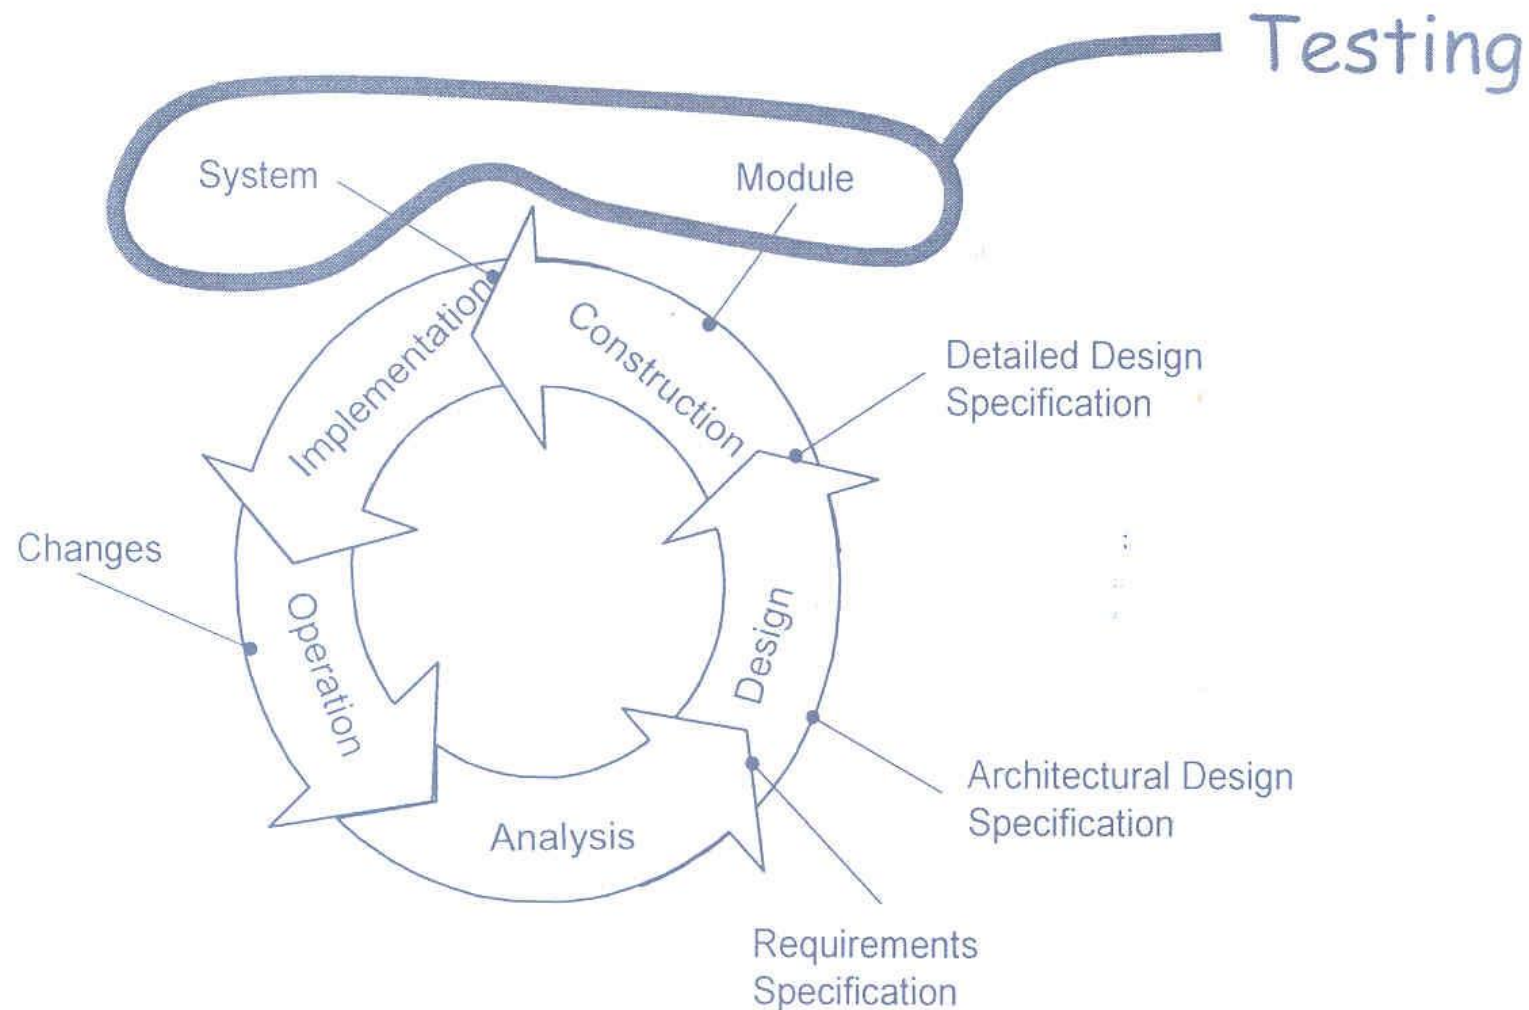 Testing
System
Module
Implementation
Construction
Detailed Design
Specification
Changes
Operation
Design
Analysis
Architectural Design
Specification
Requirements
Specification